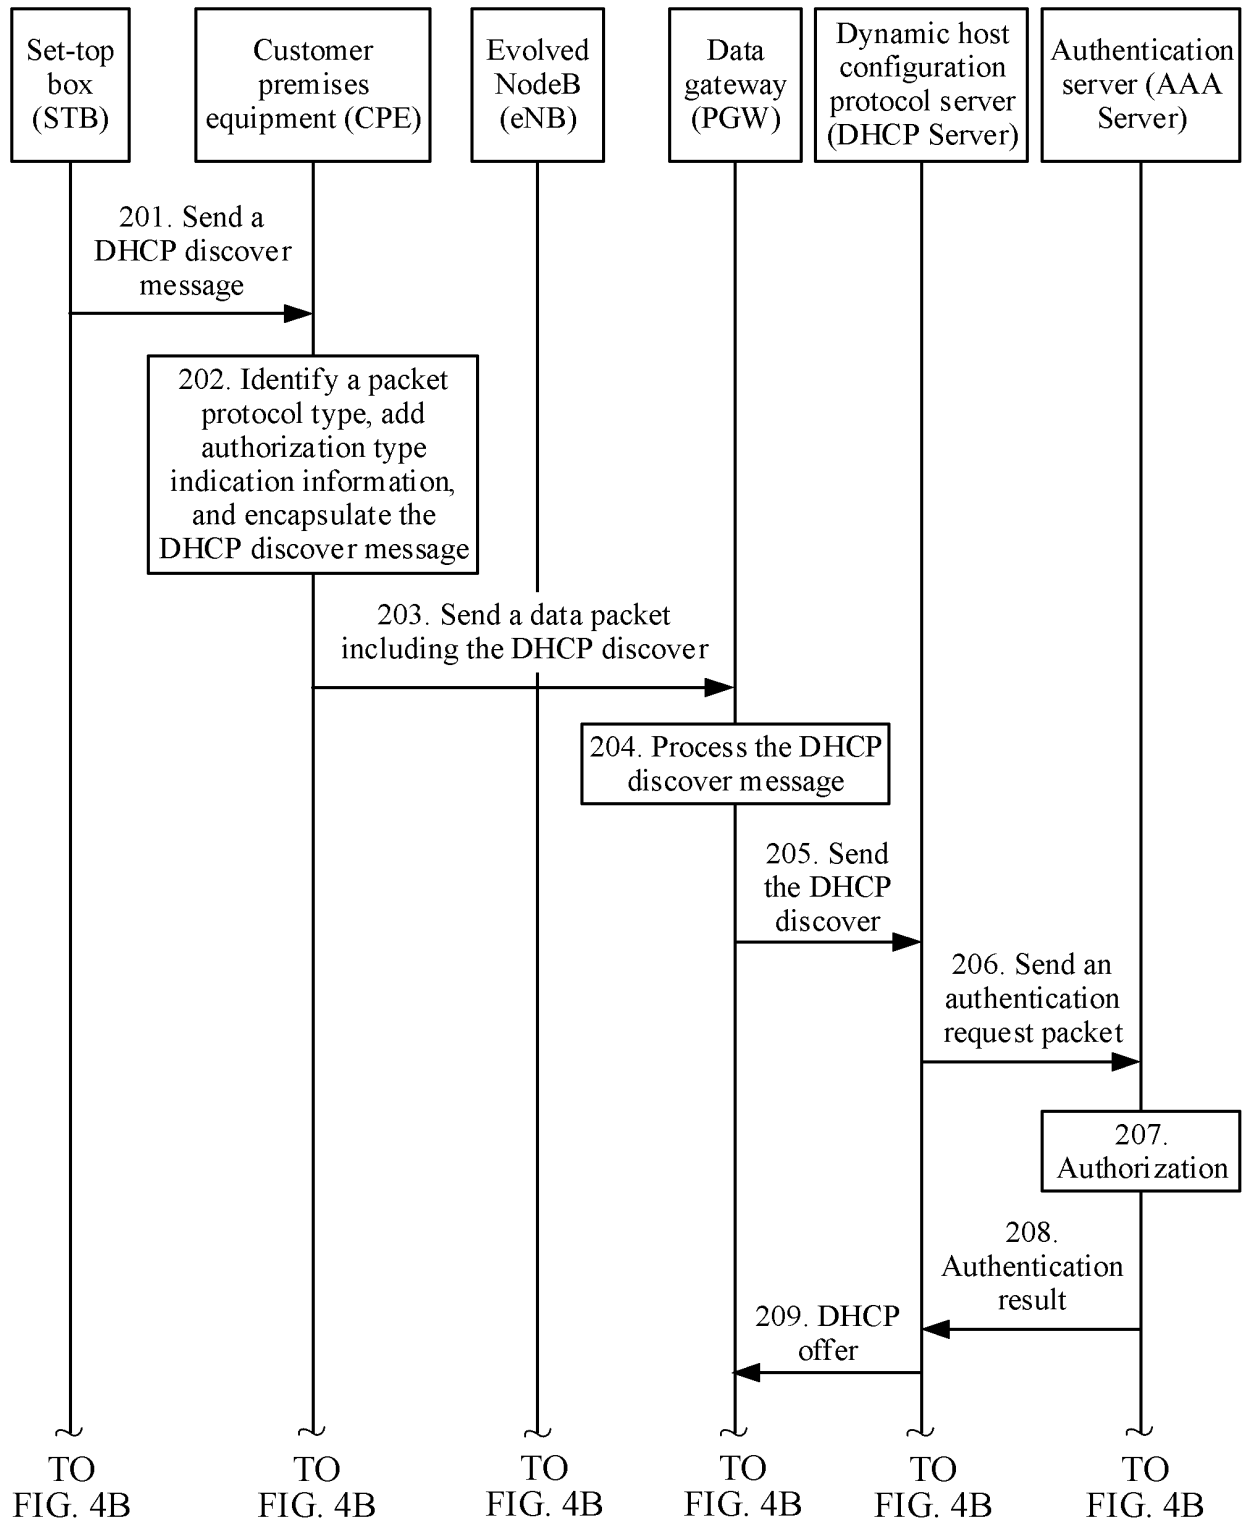 Set-top
box
(STB)
Customer
premises
equipment (CPE)
Evolved
NodeB
(eNB)
Data
gateway
(PGW)
Dynamic host
configuration
protocol server
(DHCP Server)
Authentication
server (AAA
Server)
201. Send a
DHCP discover
message
202. Identify a packet
protocol type, add
authorization type
indication information,
and encapsulate the
DHCP discover message
203. Send a data packet
including the DHCP discover
204. Process the DHCP
discover message
205. Send
the DHCP
discover
206. Send an
authentication
request packet
207.
Authorization
208.
Authentication
result
209. DHCP
offer
TO
FIG. 4B
TO
FIG. 4B
TO
FIG. 4B
TO
FIG. 4B
TO
FIG. 4B
TO
FIG. 4B